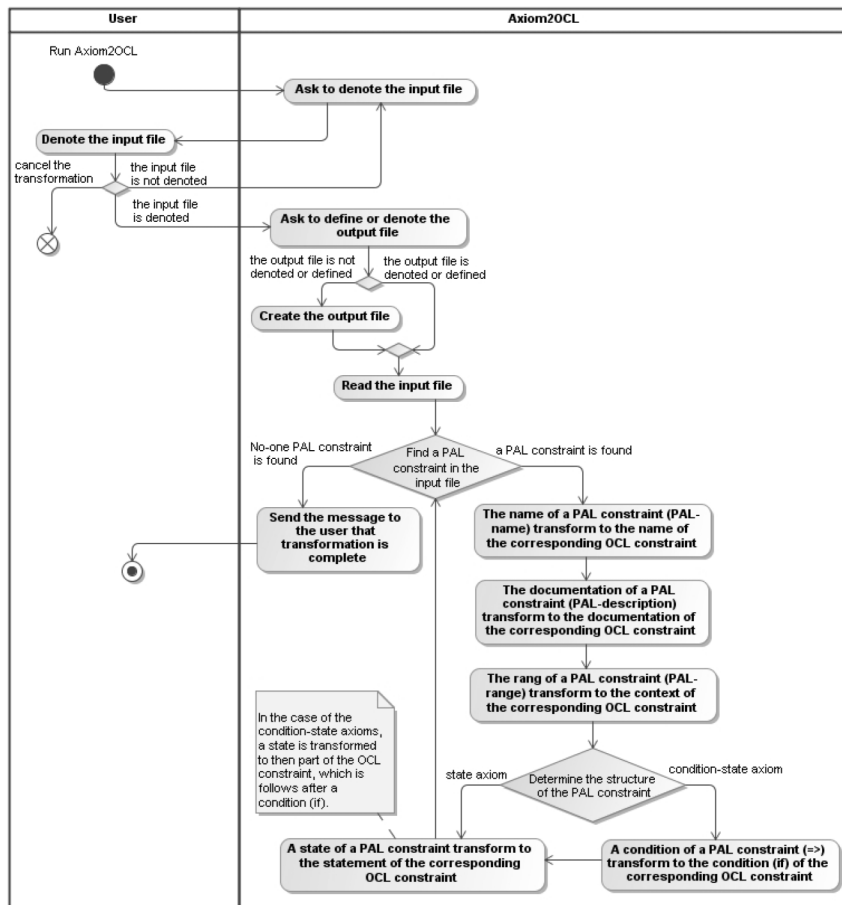 User
Axiom2OCL
Run Axiom2OCL
Ask to denote the input file
Denote the input file
cancel the
transformation
the input file
is not denoted
the input file
is denoted
Ask to define or denote the
output file
the output file is not
denoted or defined
the output file is
denoted or defined
Create the output file
Read the input file
No-one PAL constraint
is found
Find a PAL
constraint in the
input file
a PAL constraint is found
Send the message to
the user that
transformation is
complete
The name of a PAL constraint (PAL-
name) transform to the name of
the corresponding OCL constraint
The documentation of a PAL
constraint (PAL-description)
transform to the documentation of
the corresponding OCL constraint
The rang of a PAL constraint (PAL-
range) transform to the context of
the corresponding OCL constraint
In the case of the
condition-state axioms,
a state is transformed
to then part of the OCL
constraint, which is
follows after a
condition (if).
state axiom
Determine the structure
of the PAL constraint
condition-state axiom
A state of a PAL constraint transform to
the statement of the corresponding
OCL constraint
A condition of a PAL constraint (=>)
transform to the condition (if) of the
corresponding OCL constraint